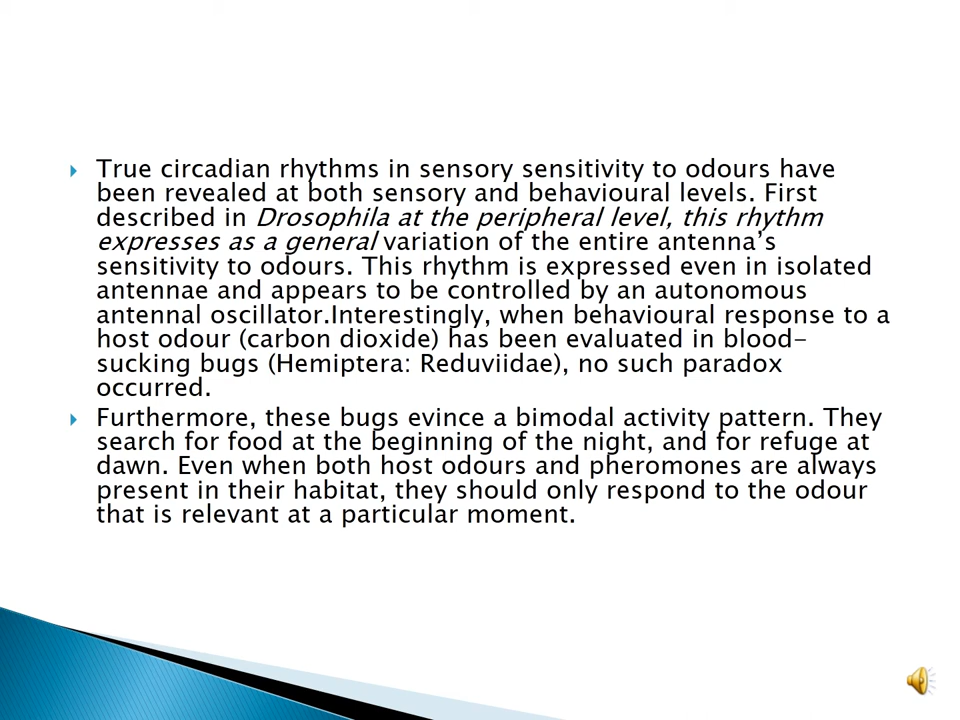 True circadian rhythms in sensory sensitivity to odours have
been revealed at both sensory and behavioural levels. First
described in Drosophila at the peripheral level, this rhythm
expresses as a general variation of the entire antenna's
sensitivity to odours. This rhythm is expressed even in isolated
antennae and appears to be controlled by an autonomous
antennal oscillator.Interestingly, when behavioural response to a
host odour (carbon dioxide) has been evaluated in blood-
sucking bugs (Hemiptera: Reduviidae), no such paradox
occurred.
Furthermore, these bugs evince a bimodal activity pattern. They
search for food at the beginning of the night, and for refuge at
dawn. Even when both host odours and pheromones are always
present in their habitat, they should only respond to the odour
that is relevant at a particular moment.